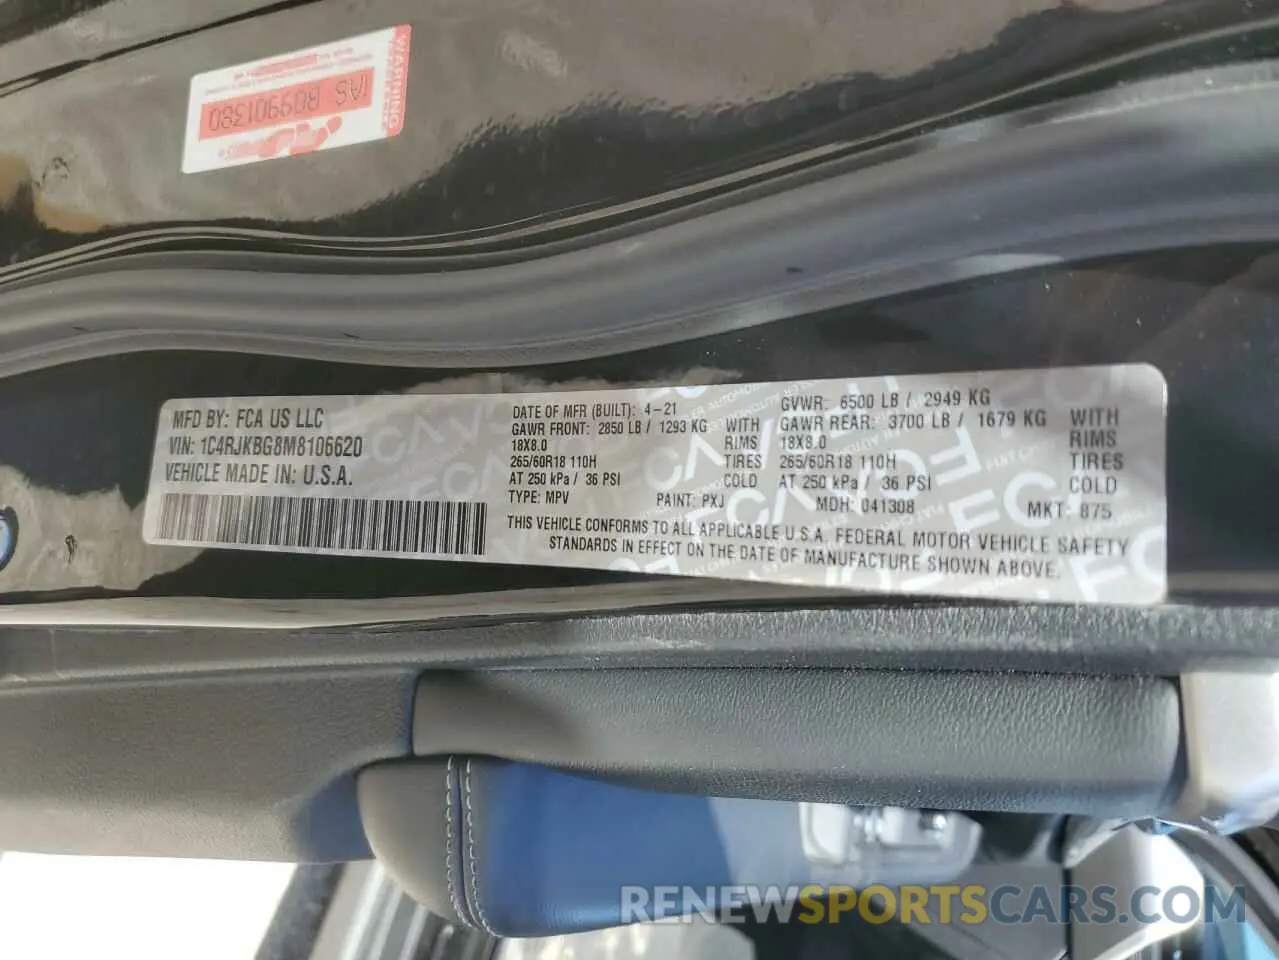 WARNING
IAS BG9901380
MFD BY: FCA US LLC
VIN: 1C4RJKBG8M8106620
VEHICLE MADE IN: U.S.A.
DATE OF MFR (BUILT): 4-21
GAWR FRONT: 2850 LB / 1293 KG WITH
18X8.0 RIMS
265/60R18 110H TIRES
AT 250 kPa / 36 PSI COLD
TYPE: MPV PAINT: PXJ
GVWR: 6500 LB / 2949 KG
GAWR REAR: 3700 LB / 1679 KG WITH
18X8.0 RIMS
265/60R18 110H TIRES
AT 250 kPa / 36 PSI COLD
MDH: 041308 MKT: 875
THIS VEHICLE CONFORMS TO ALL APPLICABLE U.S.A. FEDERAL MOTOR VEHICLE SAFETY
STANDARDS IN EFFECT ON THE DATE OF MANUFACTURE SHOWN ABOVE.
RENEWSPORTSCARS.COM